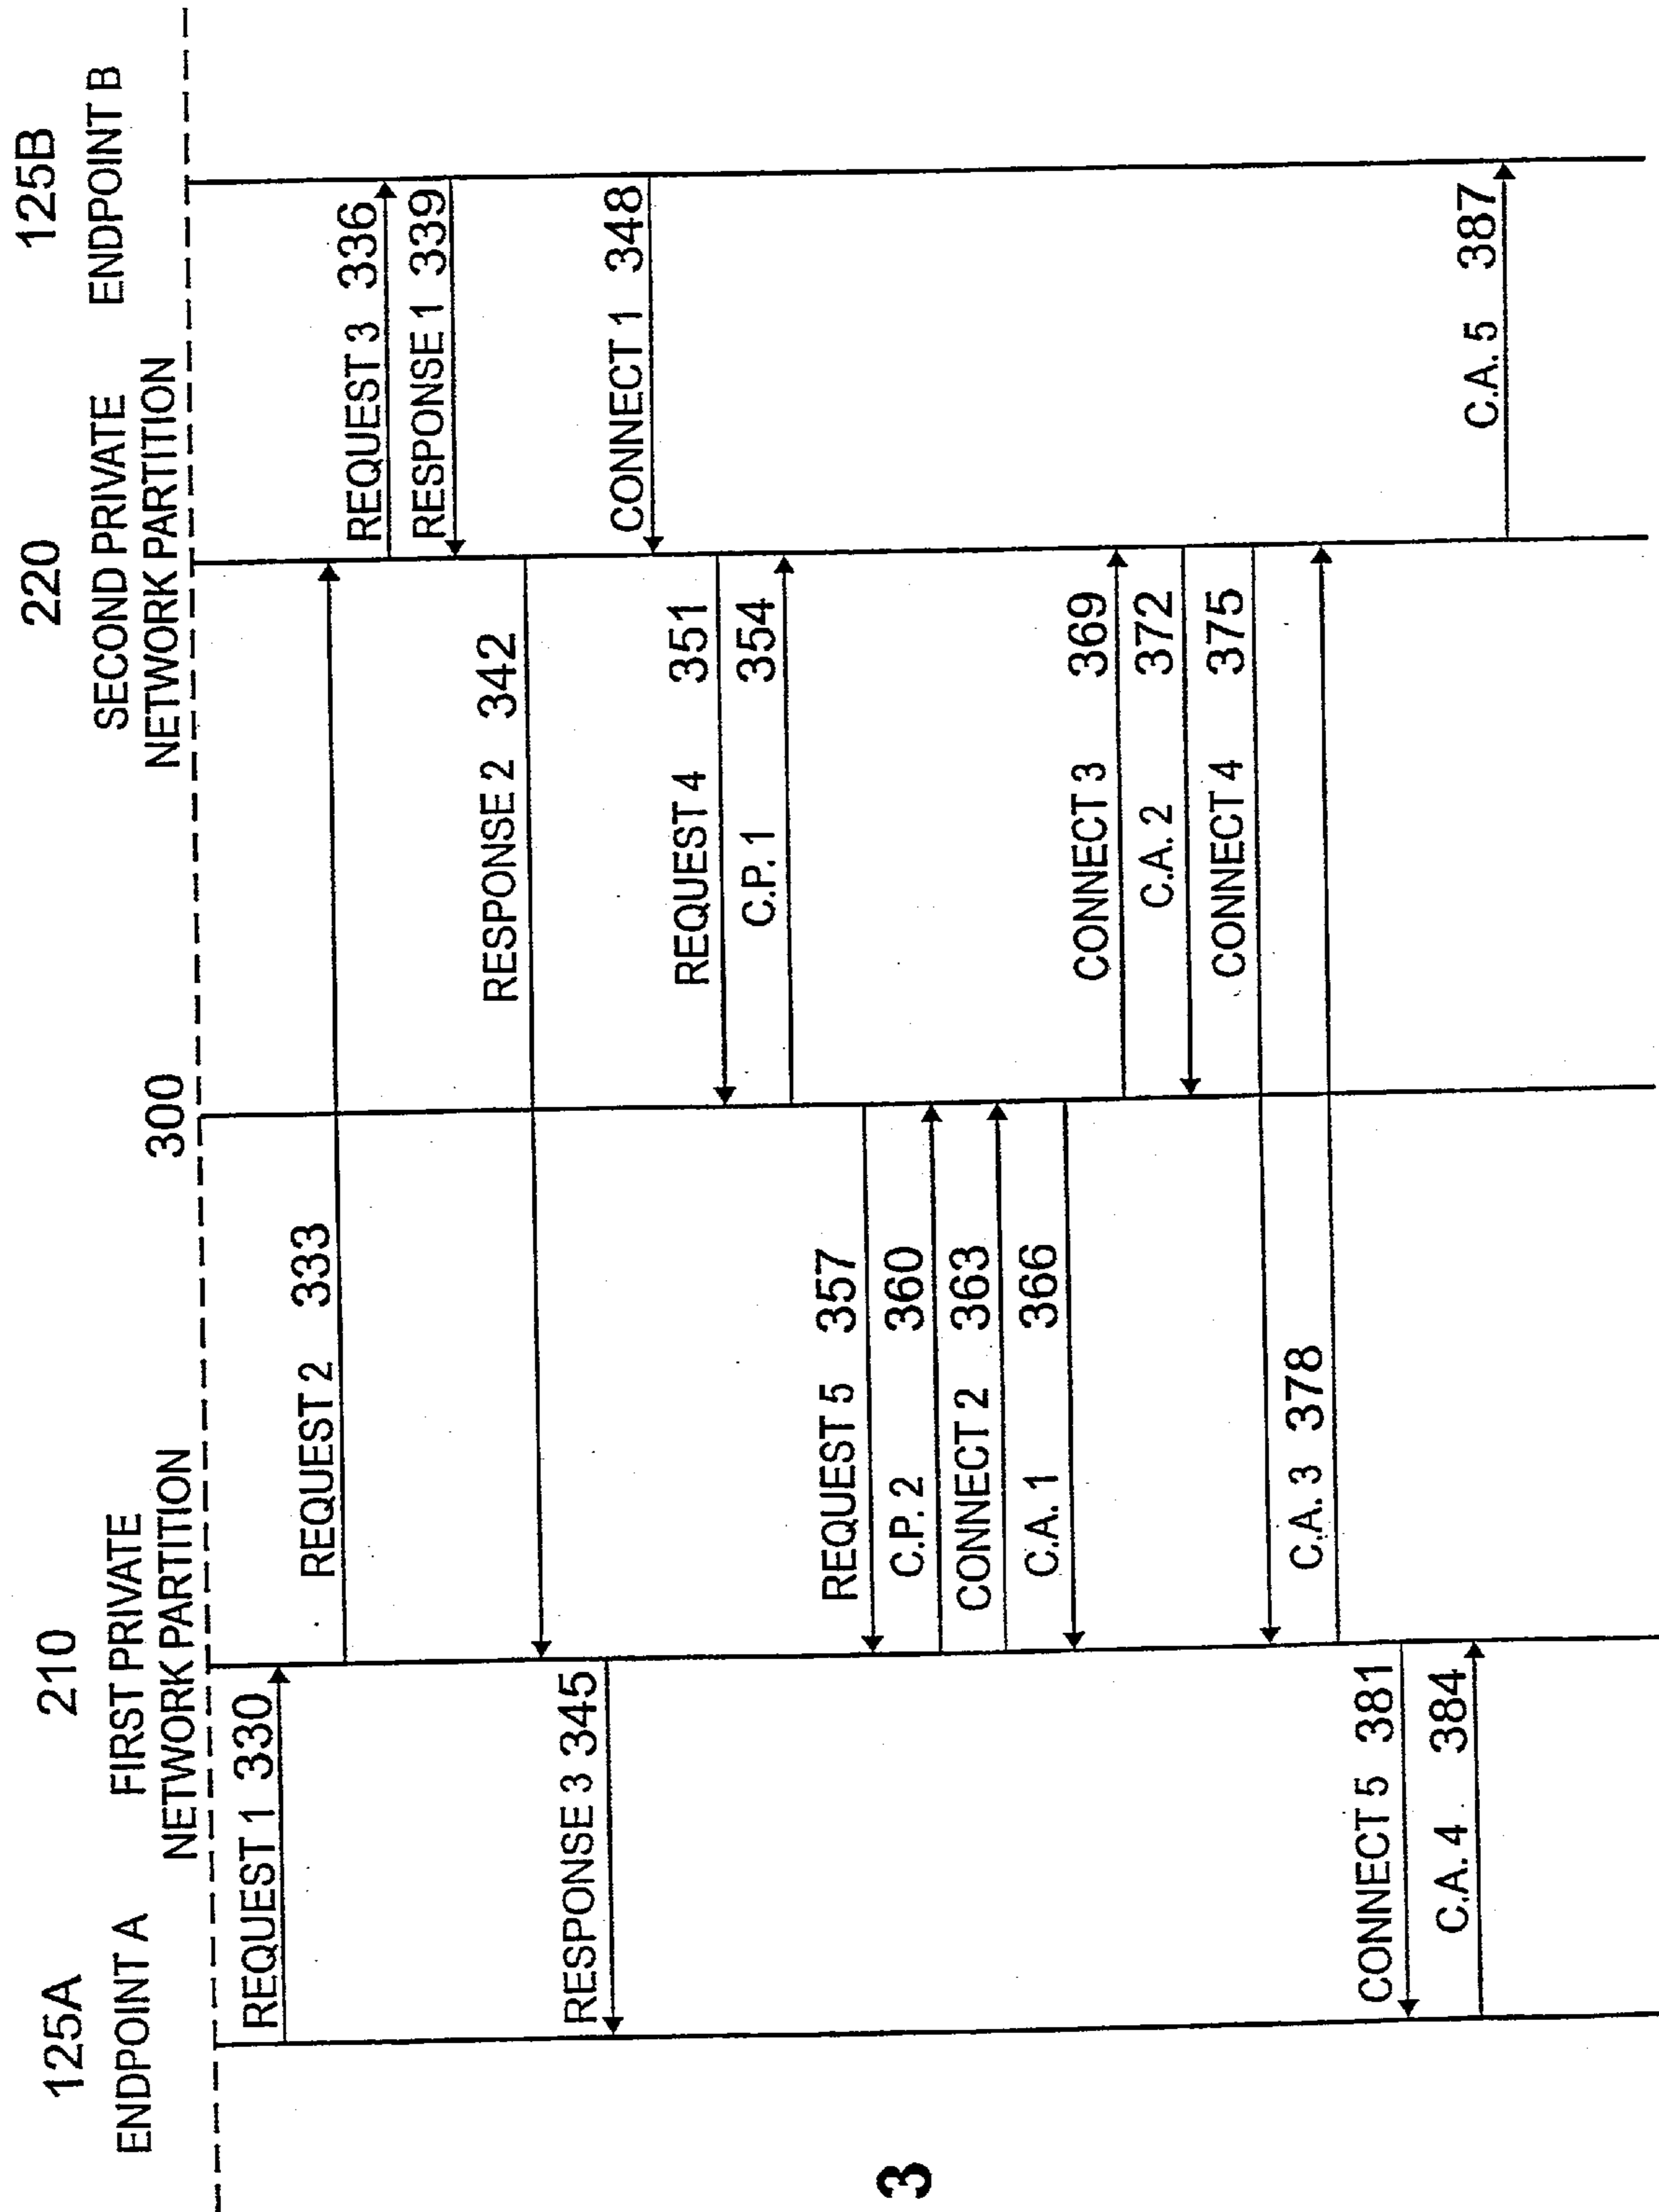 125A
210
300
220
125B
ENDPOINT A
FIRST PRIVATE
NETWORK PARTITION
SECOND PRIVATE
NETWORK PARTITION
ENDPOINT B
REQUEST 1 330
REQUEST 2 333
REQUEST 3 336
RESPONSE 1 339
RESPONSE 2 342
RESPONSE 3 345
CONNECT 1 348
REQUEST 4 351
C.P. 1 354
REQUEST 5 357
C.P. 2 360
CONNECT 2 363
C.A. 1 366
CONNECT 3 369
C.A. 2 372
CONNECT 4 375
C.A. 3 378
CONNECT 5 381
C.A. 4 384
C.A. 5 387
3